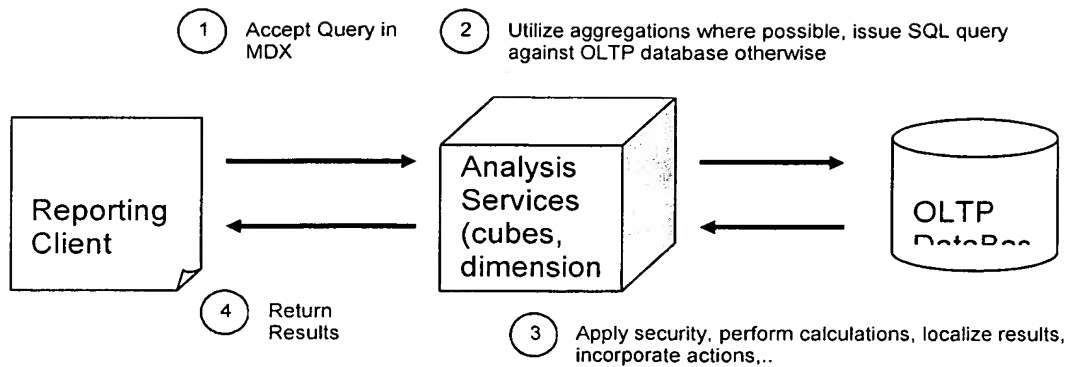 1
Accept Query in
MDX
2
Utilize aggregations where possible, issue SQL query
against OLTP database otherwise
Reporting
Client
Analysis
Services
(cubes,
dimension
OLTP
4
Return
Results
3
Apply security, perform calculations, localize results,
incorporate actions,..